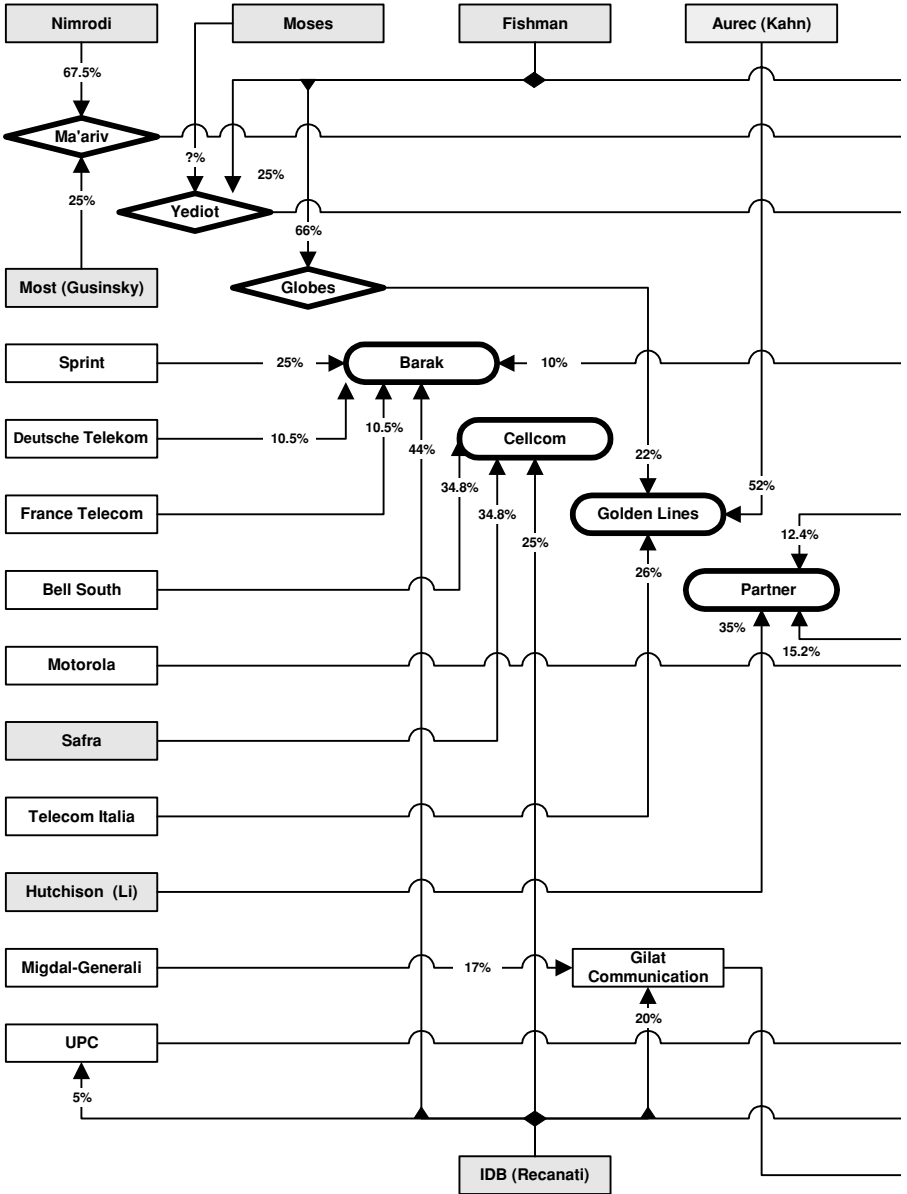 Nimrodi
Moses
Fishman
Aurec (Kahn)
67.5%
Ma'ariv
?%
25%
25%
Yediot
66%
Most (Gusinsky)
Globes
Sprint
25%
Barak
10%
Deutsche Telekom
10.5%
10.5%
44%
Cellcom
22%
34.8%
52%
France Telecom
34.8%
Golden Lines
25%
12.4%
26%
Bell South
Partner
35%
15.2%
Motorola
Safra
Telecom Italia
Hutchison (Li)
Migdal-Generali
17%
Gilat
Communication
20%
UPC
5%
IDB (Recanati)